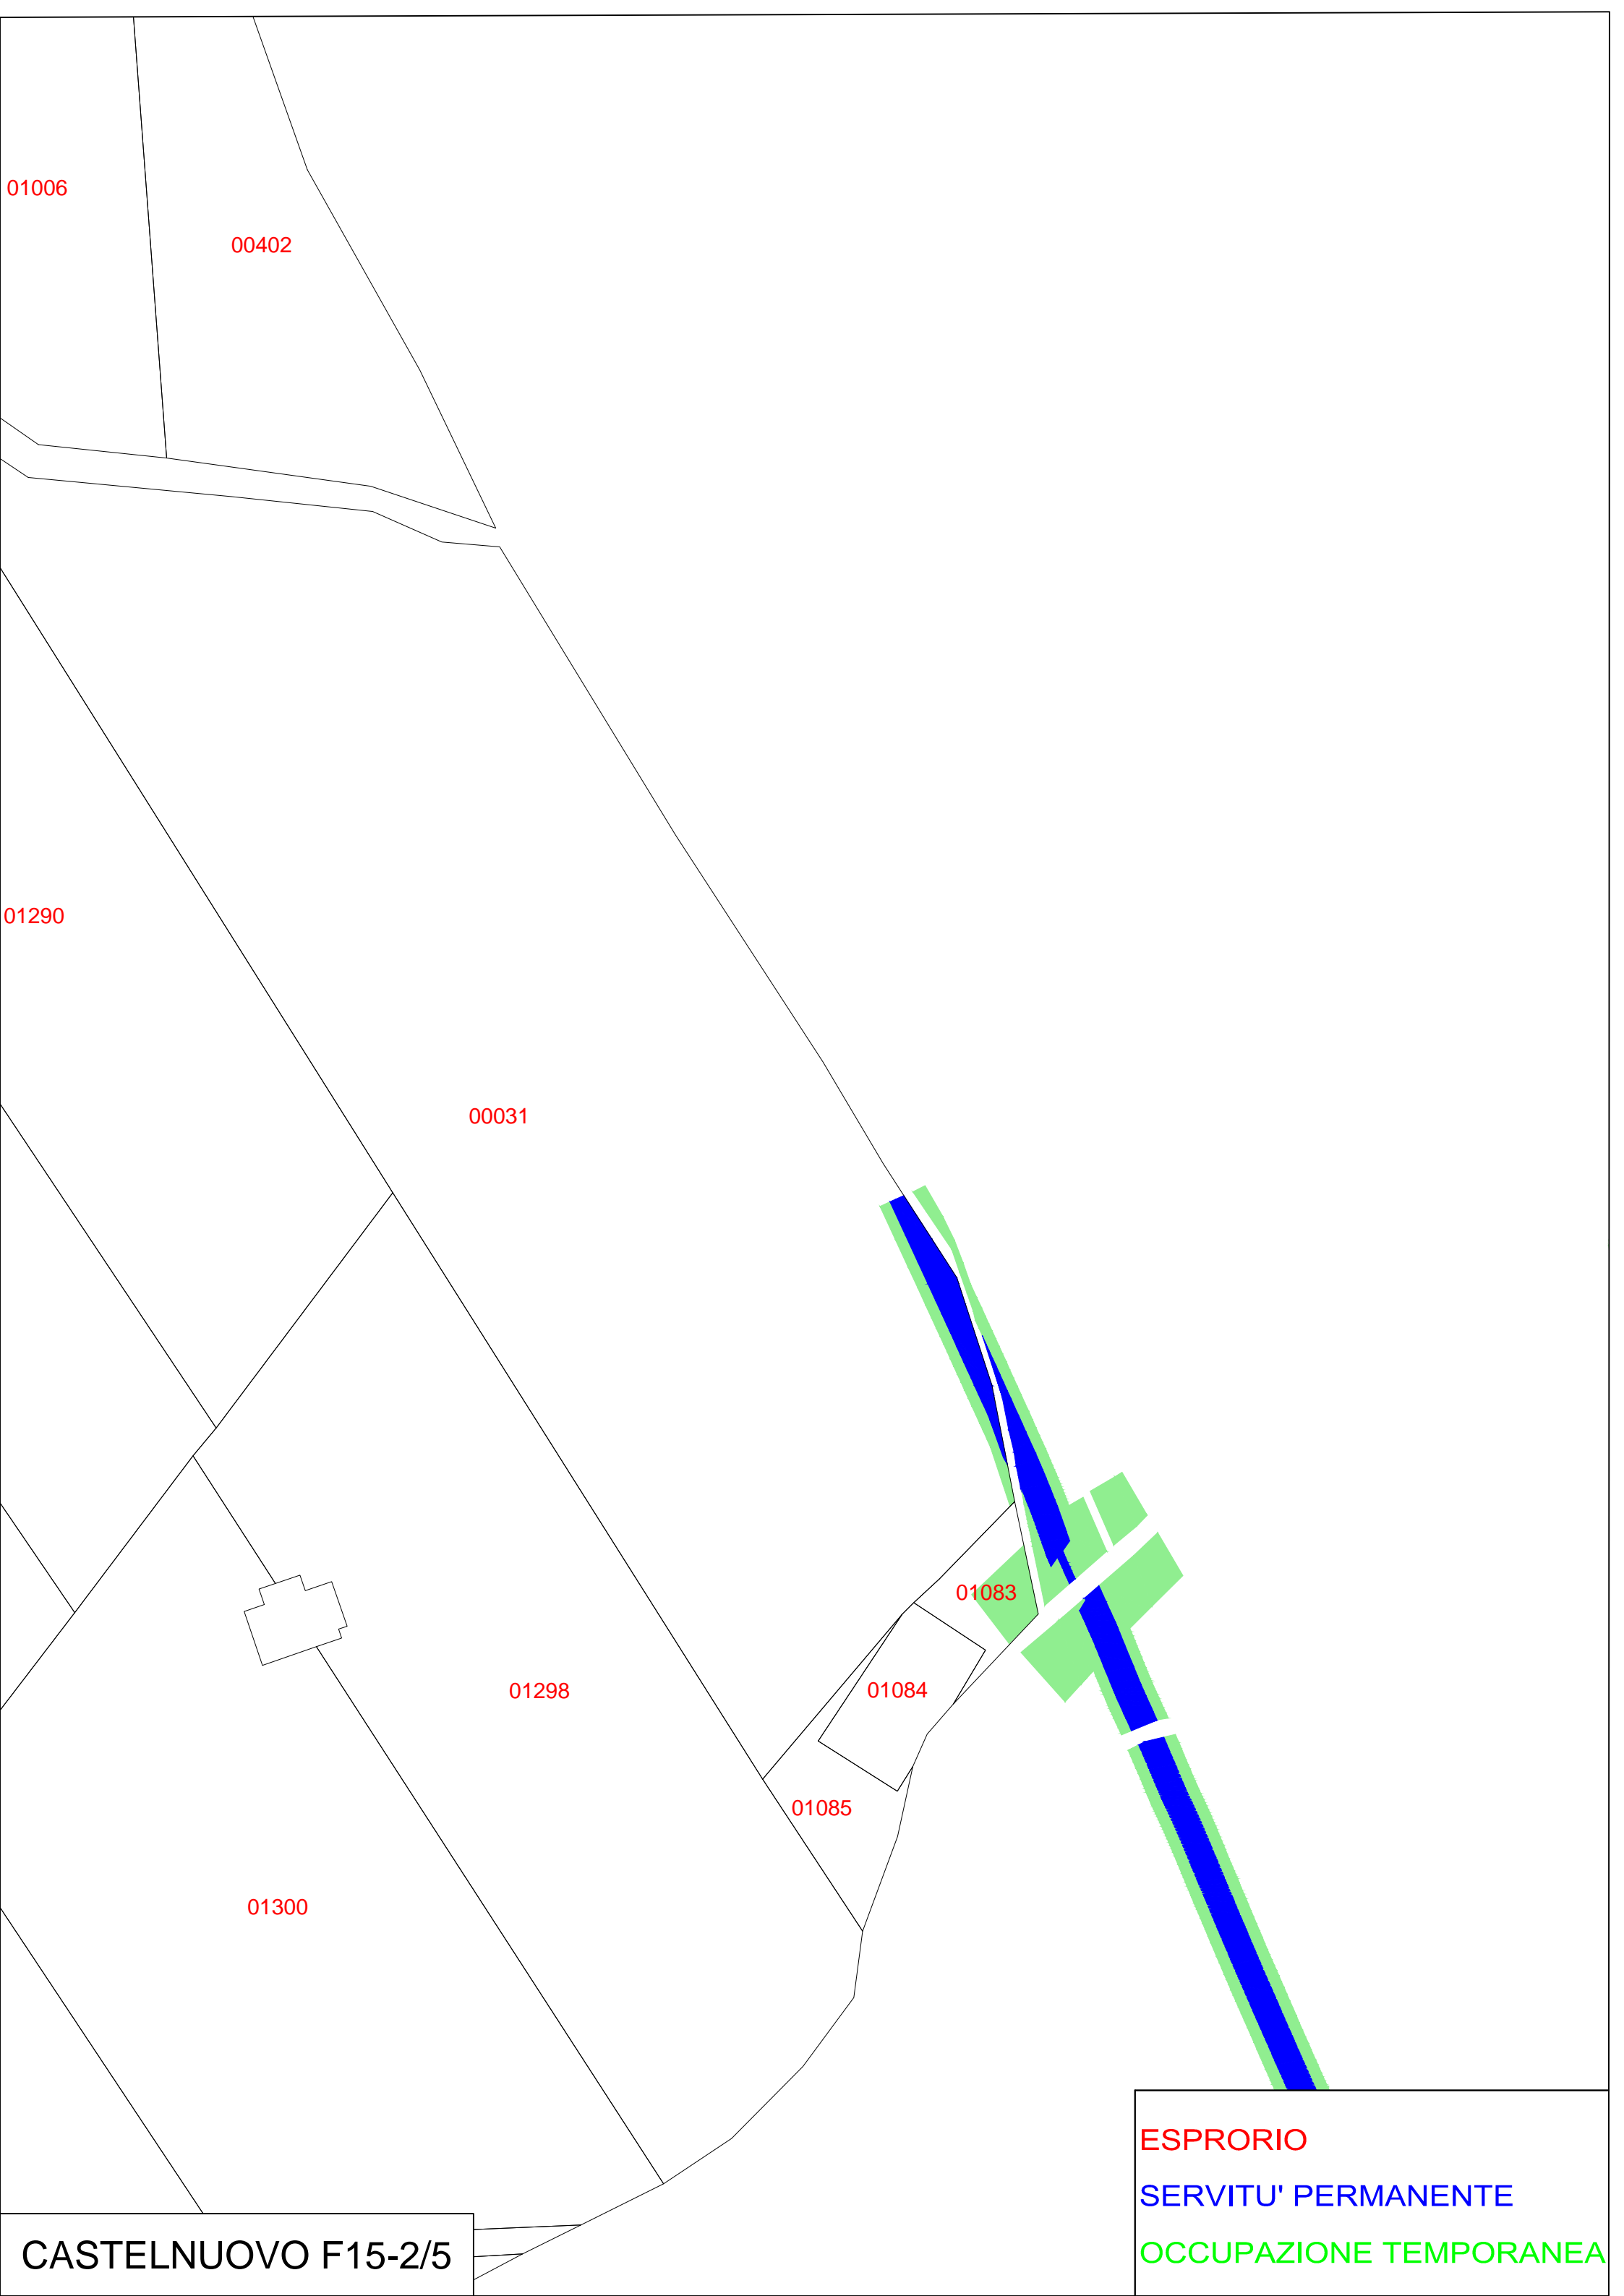 01006
00402
01290
00031
01083
01084
01298
01085
01300
ESPRORIO
SERVITU' PERMANENTE
OCCUPAZIONE TEMPORANEA
CASTELNUOVO F15-2/5